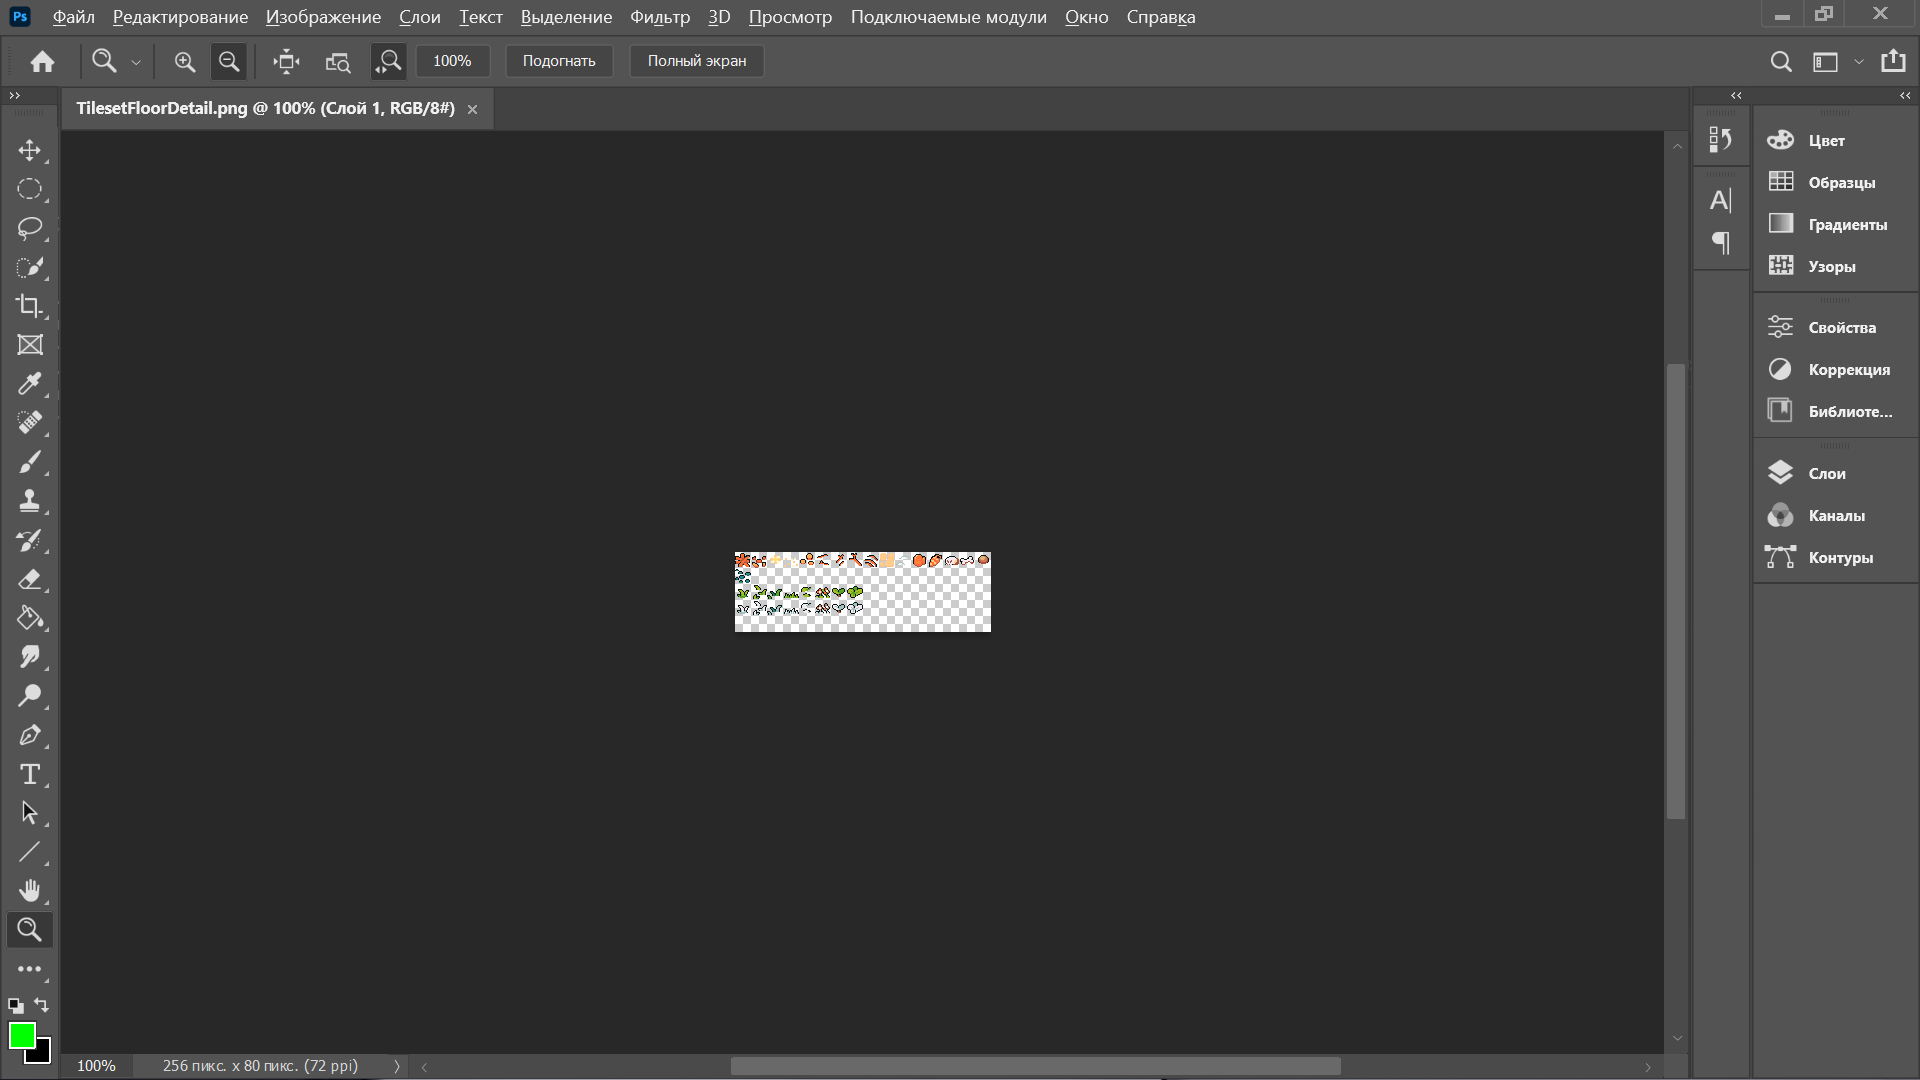 Ps Файл Редактирование Изображение Слои Текст Выделение Фильтр 3D Просмотр Подключаемые модули Окно Справка
100% Подогнать Полный экран
TilesetFloorDetail.png @ 100% (Слой 1, RGB/8#)
Цвет
Образцы
Градиенты
Узоры
Свойства
Коррекция
Библиоте...
Слои
Каналы
Контуры
100% 256 пикс. x 80 пикс. (72 ppi)